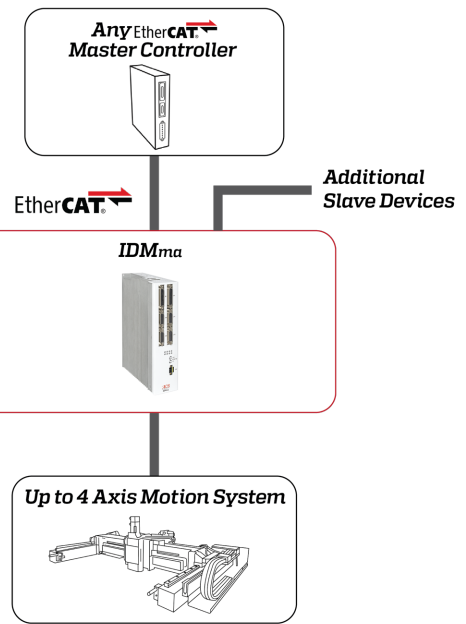 Any EtherCAT®
Master Controller
EtherCAT®
Additional
Slave Devices
IDMma
Up to 4 Axis Motion System